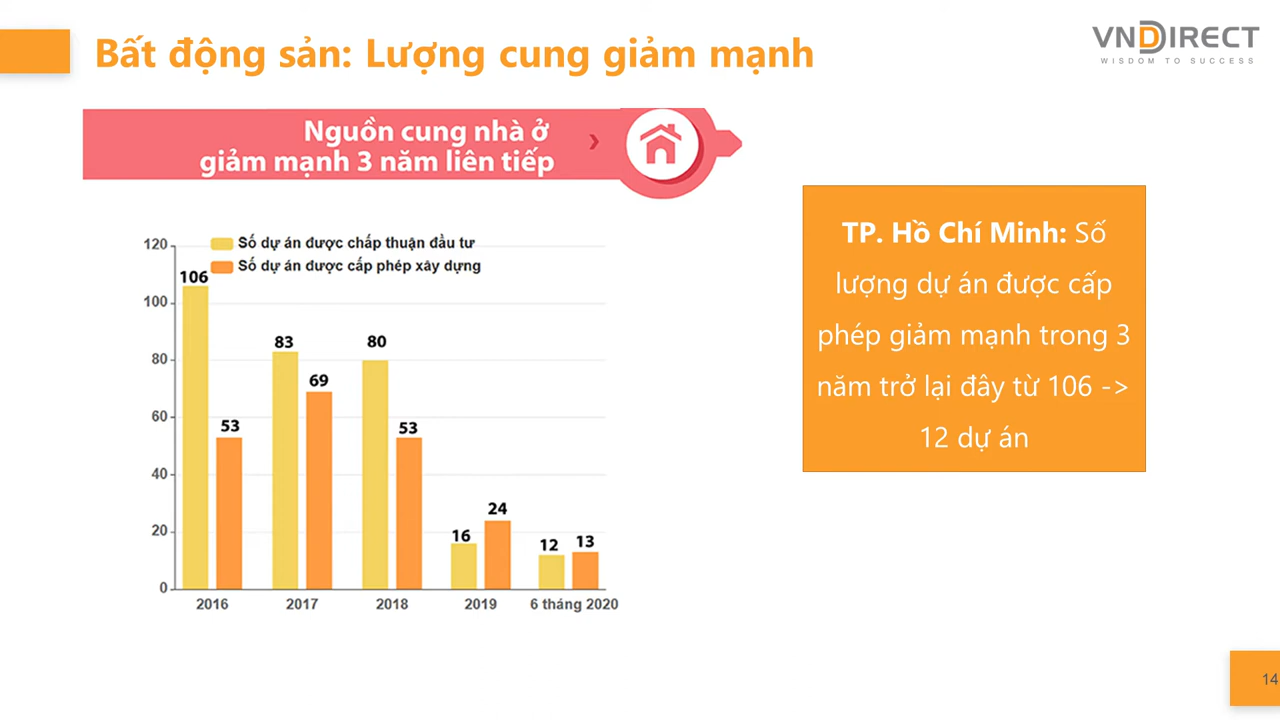 Bất động sản: Lượng cung giảm mạnh
VNDIRECT
WISDOM TO SUCCESS
Nguồn cung nhà ở
giảm mạnh 3 năm liên tiếp
TP. Hồ Chí Minh: Số
lượng dự án được cấp
phép giảm mạnh trong 3
năm trở lại đây từ 106 ->
12 dự án
Số dự án được chấp thuận đầu tư
Số dự án được cấp phép xây dựng
120
100
80
60
40
20
0
106
53
83
69
80
53
16
24
12
13
2016
2017
2018
2019
6 tháng 2020
14